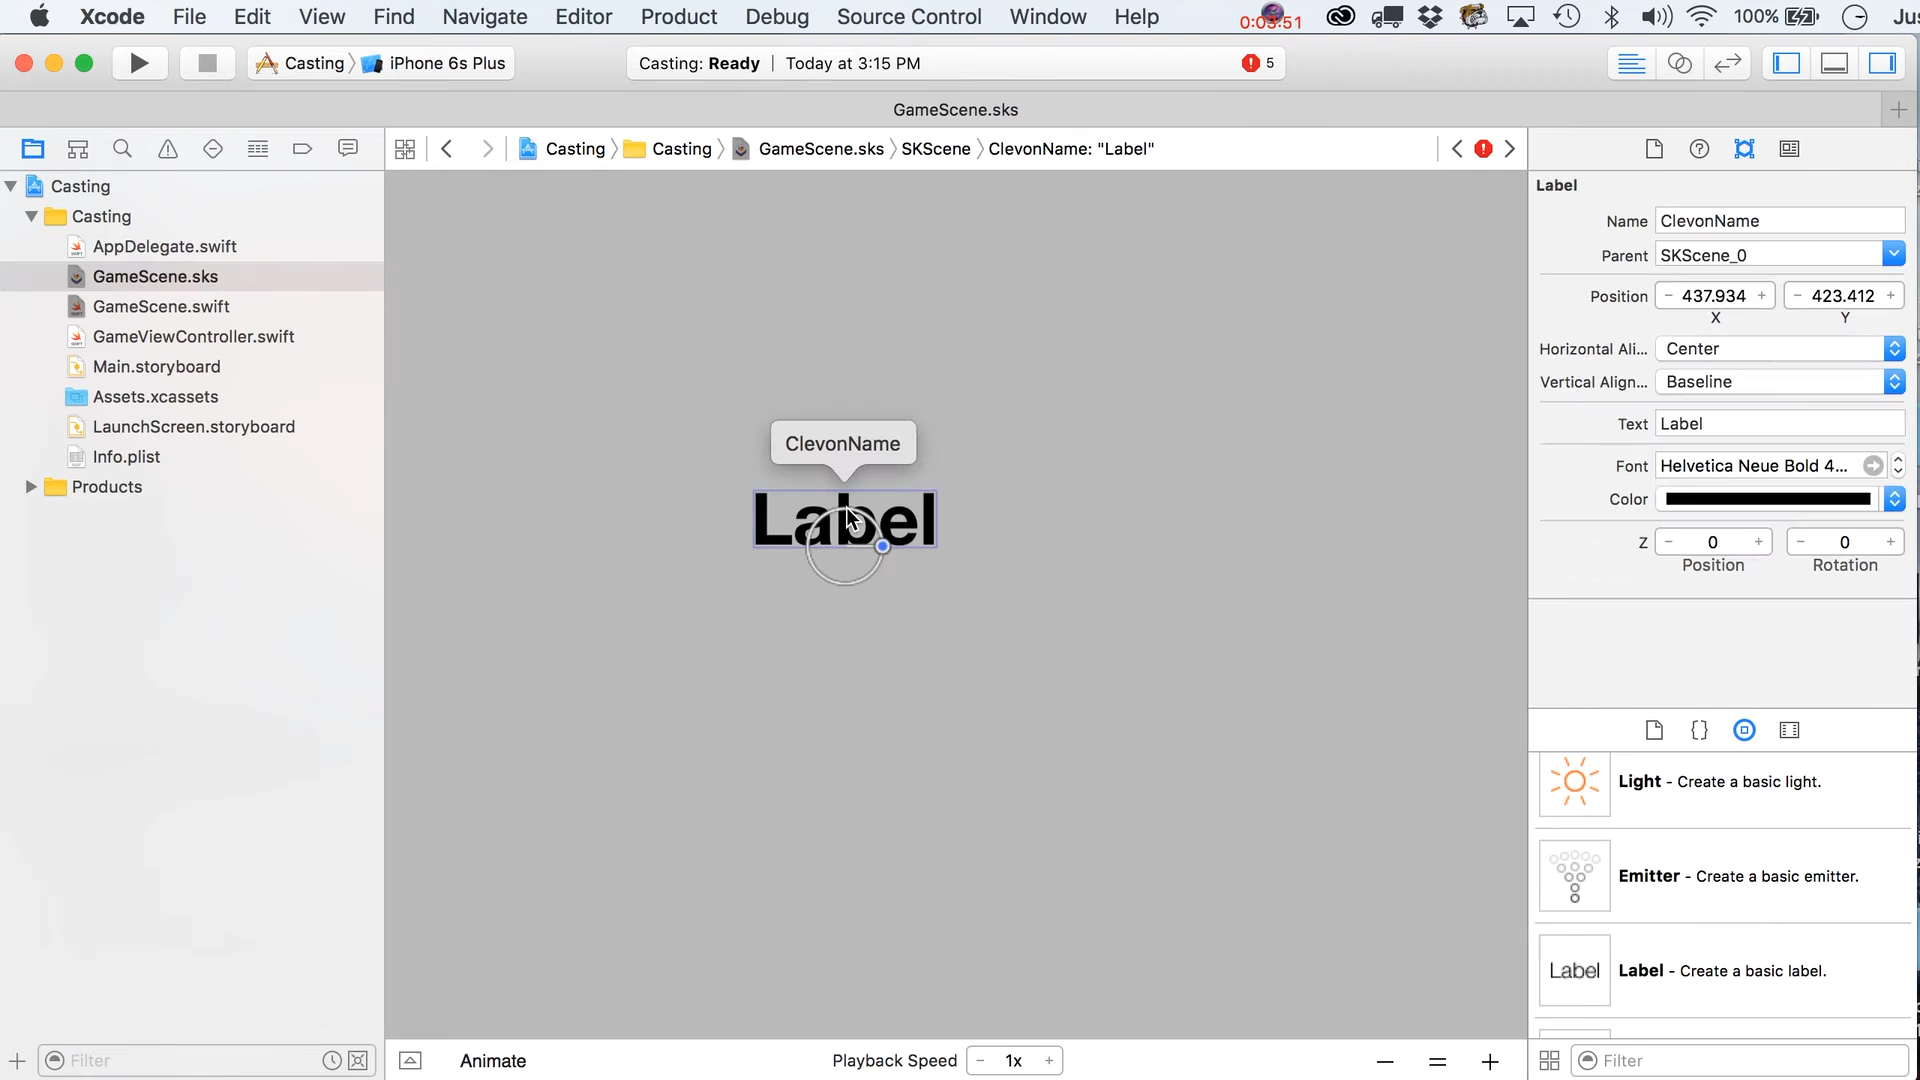 Xcode File Edit View Find Navigate Editor Product Debug Source Control Window Help 0:03:51 100% Jus
Casting iPhone 6s Plus Casting: Ready | Today at 3:15 PM 5
GameScene.sks
Casting Casting GameScene.sks SKScene ClevonName: "Label"
Casting
Casting
AppDelegate.swift
GameScene.sks
GameScene.swift
GameViewController.swift
Main.storyboard
Assets.xcassets
LaunchScreen.storyboard
Info.plist
Products
Filter
ClevonName
Label
Animate Playback Speed - 1x +
Label
Name ClevonName
Parent SKScene_0
Position - 437.934 + - 423.412 +
X Y
Horizontal Ali... Center
Vertical Align... Baseline
Text Label
Font Helvetica Neue Bold 4...
Color
Z - 0 + - 0 +
Position Rotation
{}
Light - Create a basic light.
Emitter - Create a basic emitter.
Label Label - Create a basic label.
Filter